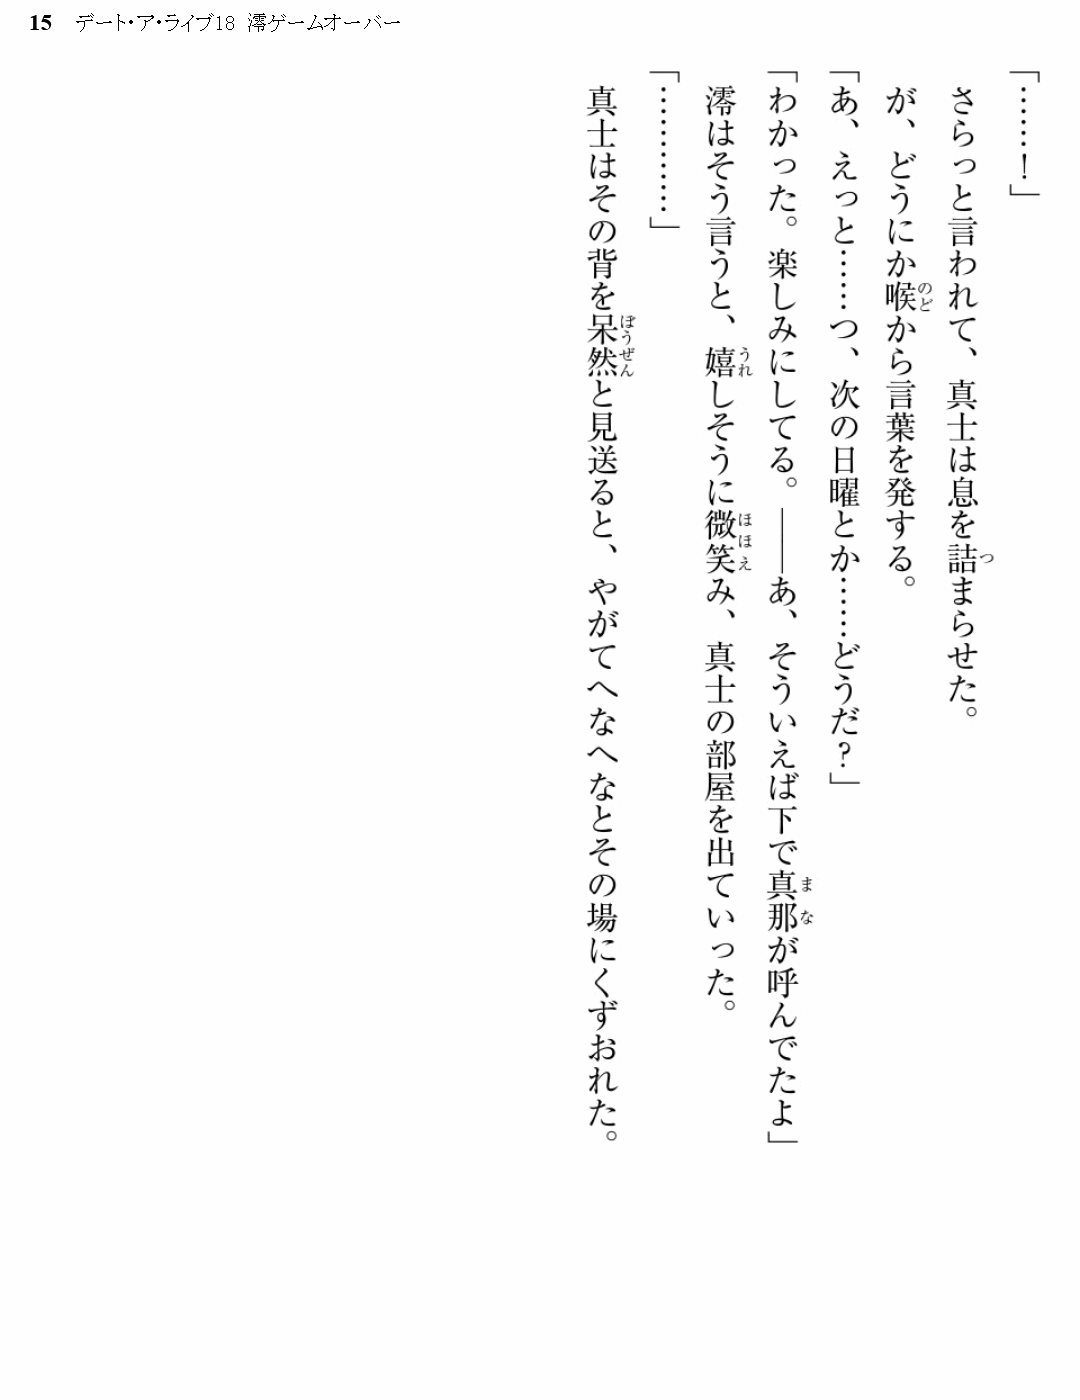 15 デート・ア・ライブ18 澪ゲームオーバー
「……！」
さらっと言われて、真士は息を詰まらせた。
が、どうにか喉から言葉を発する。
「あ、えっと……つ、次の日曜とか……どうだ？」
「わかった。楽しみにしてる。――あ、そういえば下で真那が呼んでたよ」
澪はそう言うと、嬉しそうに微笑み、真士の部屋を出ていった。
「…………」
真士はその背を呆然と見送ると、やがてへなへなとその場にくずおれた。